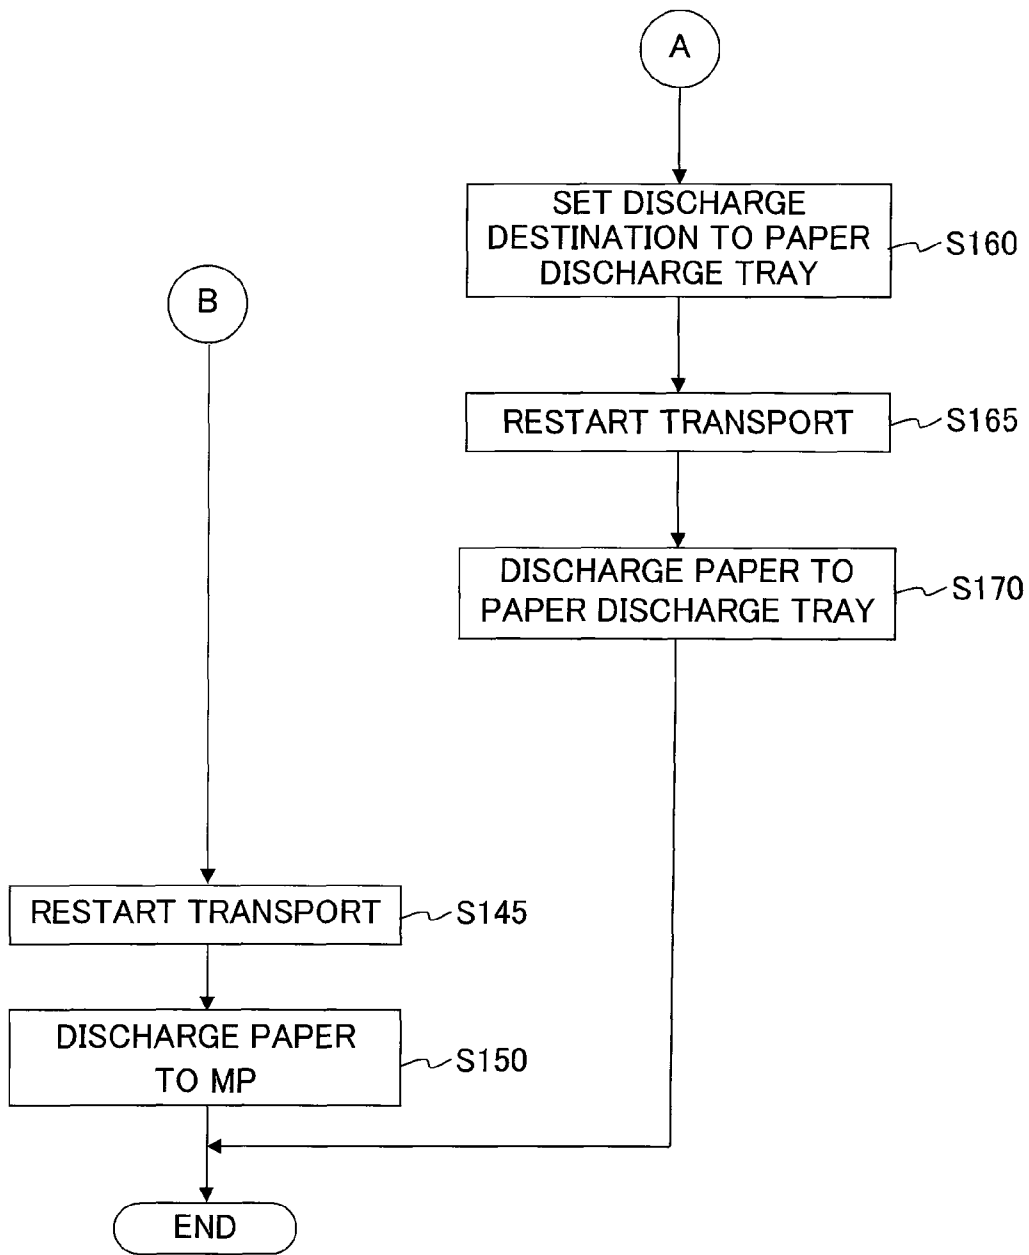 A
SET DISCHARGE
DESTINATION TO PAPER
DISCHARGE TRAY
S160
B
RESTART TRANSPORT
S165
DISCHARGE PAPER TO
PAPER DISCHARGE TRAY
S170
RESTART TRANSPORT
S145
DISCHARGE PAPER
TO MP
S150
END